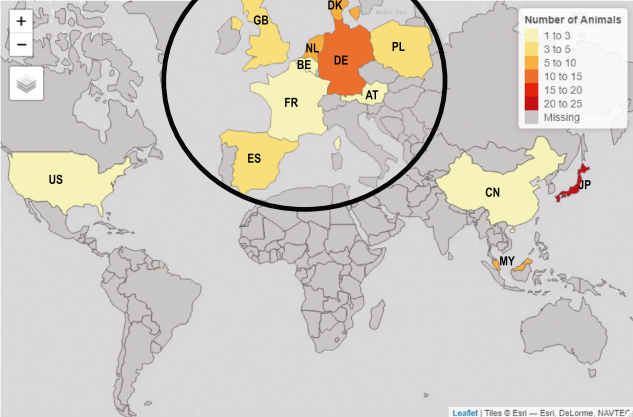 +
−
GB
DK
NL
BE
DE
PL
FR
AT
ES
US
CN
JP
MY
Number of Animals
1 to 3
3 to 5
5 to 10
10 to 15
15 to 20
20 to 25
Missing
Leaflet | Tiles © Esri — Esri, DeLorme, NAVTEC